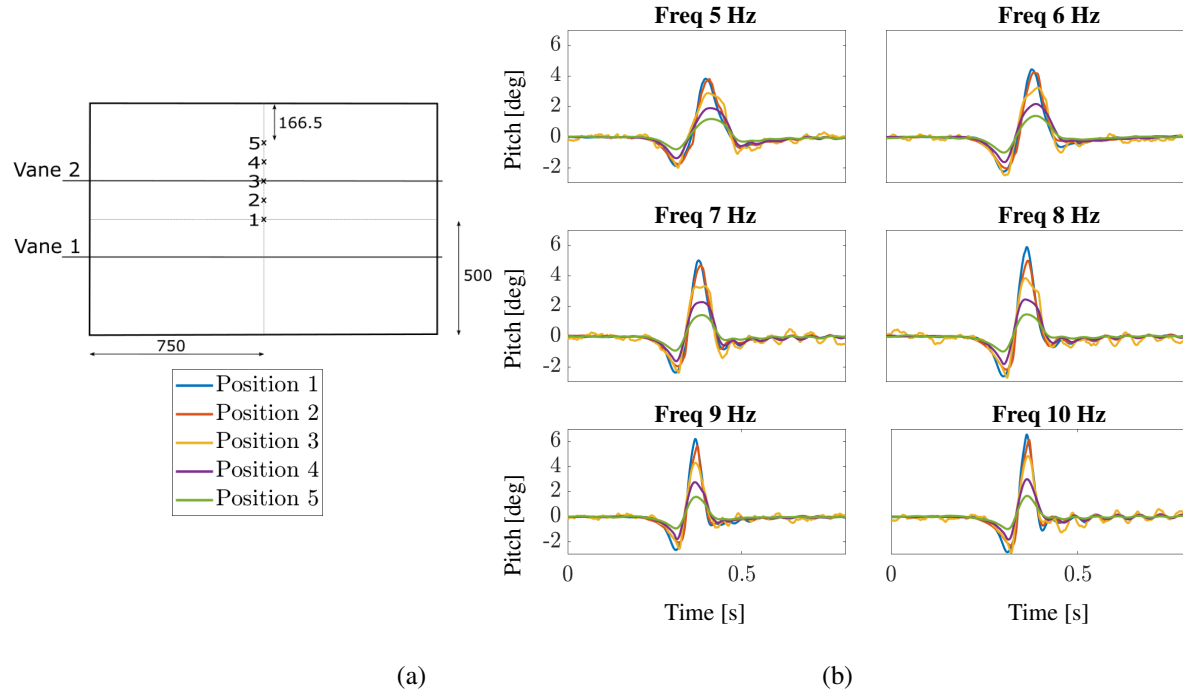 166.5
5
4
Vane 2
3
2
1
Vane 1
500
750
Position 1
Position 2
Position 3
Position 4
Position 5
(a)
Freq 5 Hz
Freq 6 Hz
6
4
2
0
-2
Pitch [deg]
Freq 7 Hz
Freq 8 Hz
6
4
2
0
-2
Pitch [deg]
Freq 9 Hz
Freq 10 Hz
6
4
2
0
-2
Pitch [deg]
0
0.5
0
0.5
Time [s]
Time [s]
(b)